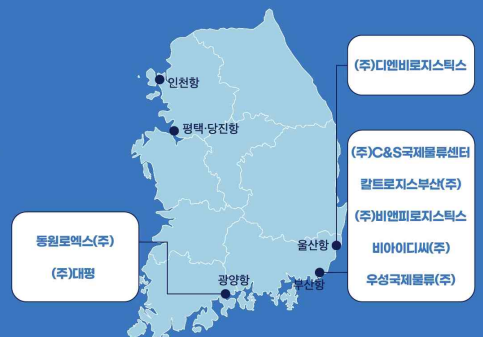 (주)디엔비로지스틱스
인천항
평택·당진항
(주)C&S국제물류센터
칼트로지스부산(주)
(주)비앤피로지스틱스
비아이디씨(주)
우성국제물류(주)
동원로엑스(주)
(주)대평
울산항
광양항
부산항